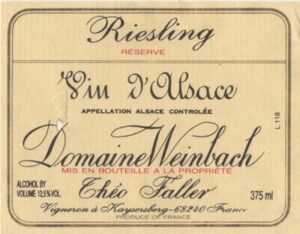 Riesling
RÉSERVE
Vin d'Alsace
APPELLATION ALSACE CONTRÔLÉE
L 116
Domaine Weinbach
MIS EN BOUTEILLE A LA PROPRIÉTÉ
ALCOHOL BY
VOLUME 12,5%VOL.
Théo Faller
375 ml
Vigneron à Kaysersberg-68240 France
PRODUCE OF FRANCE